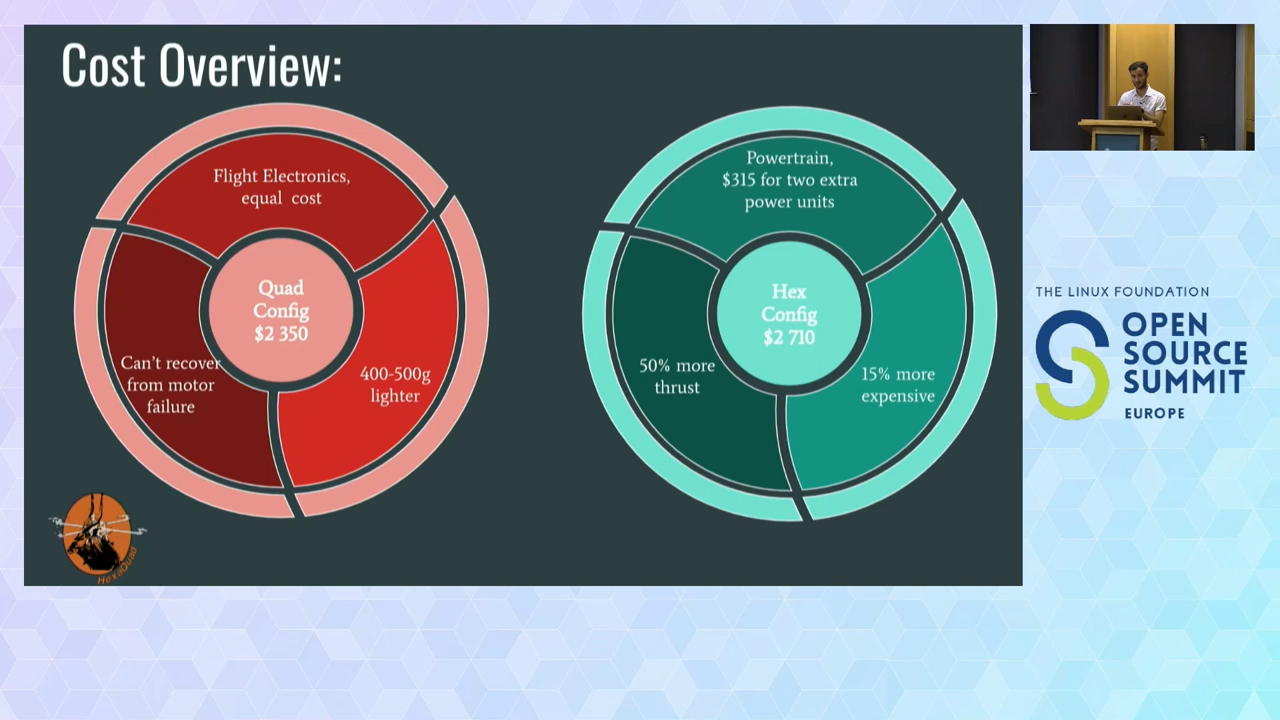 Cost Overview:
Flight Electronics,
equal cost
Quad
Config
$2 350
Can't recover
from motor
failure
400-500g
lighter
Powertrain,
$315 for two extra
power units
Hex
Config
$2 710
50% more
thrust
15% more
expensive
HexaQuad
THE LINUX FOUNDATION
OPEN
SOURCE
SUMMIT
EUROPE